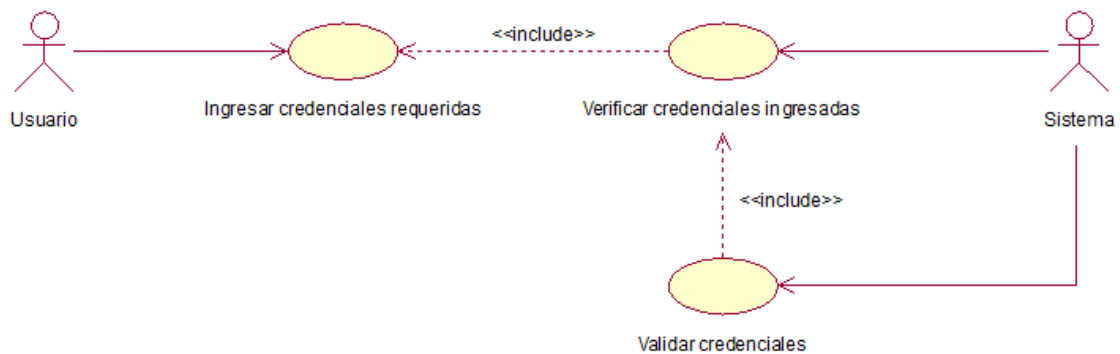 <<include>>
Usuario
Ingresar credenciales requeridas
Verificar credenciales ingresadas
Sistema
<<include>>
Validar credenciales